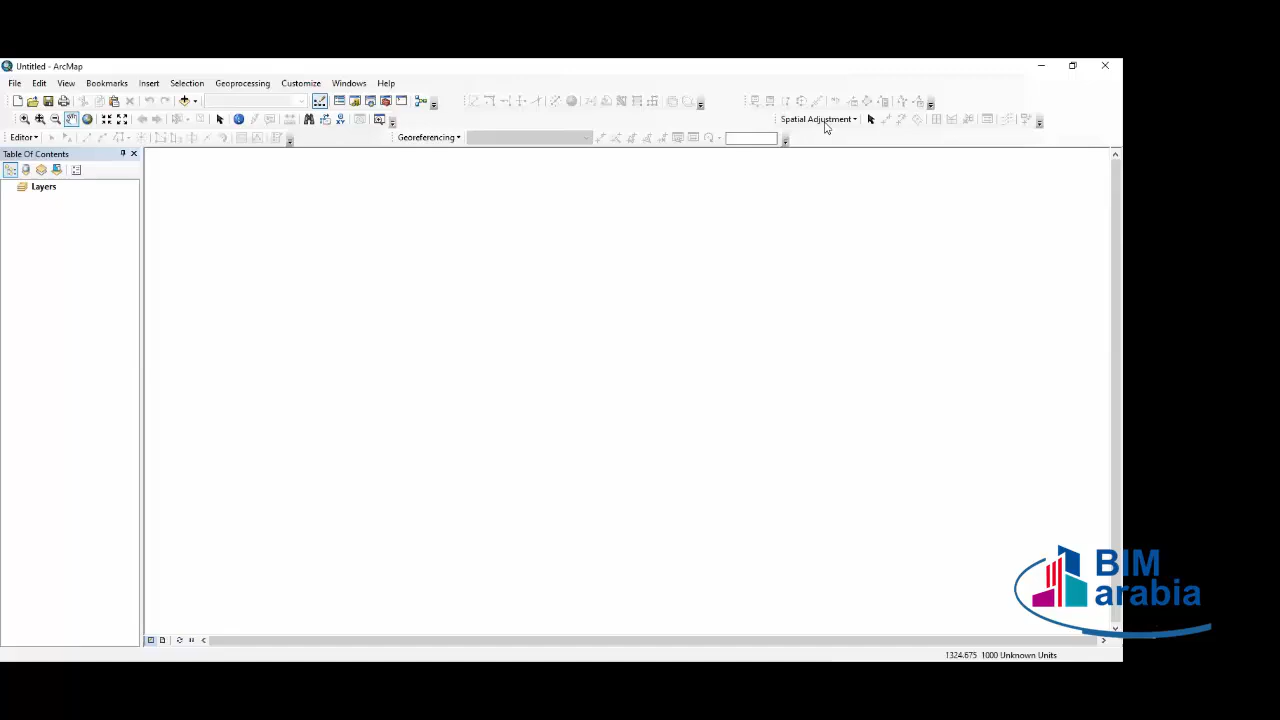 Untitled - ArcMap
File Edit View Bookmarks Insert Selection Geoprocessing Customize Windows Help
Spatial Adjustment
Editor Georeferencing
Table Of Contents
Layers
BIM
arabia
1324.675 1000 Unknown Units